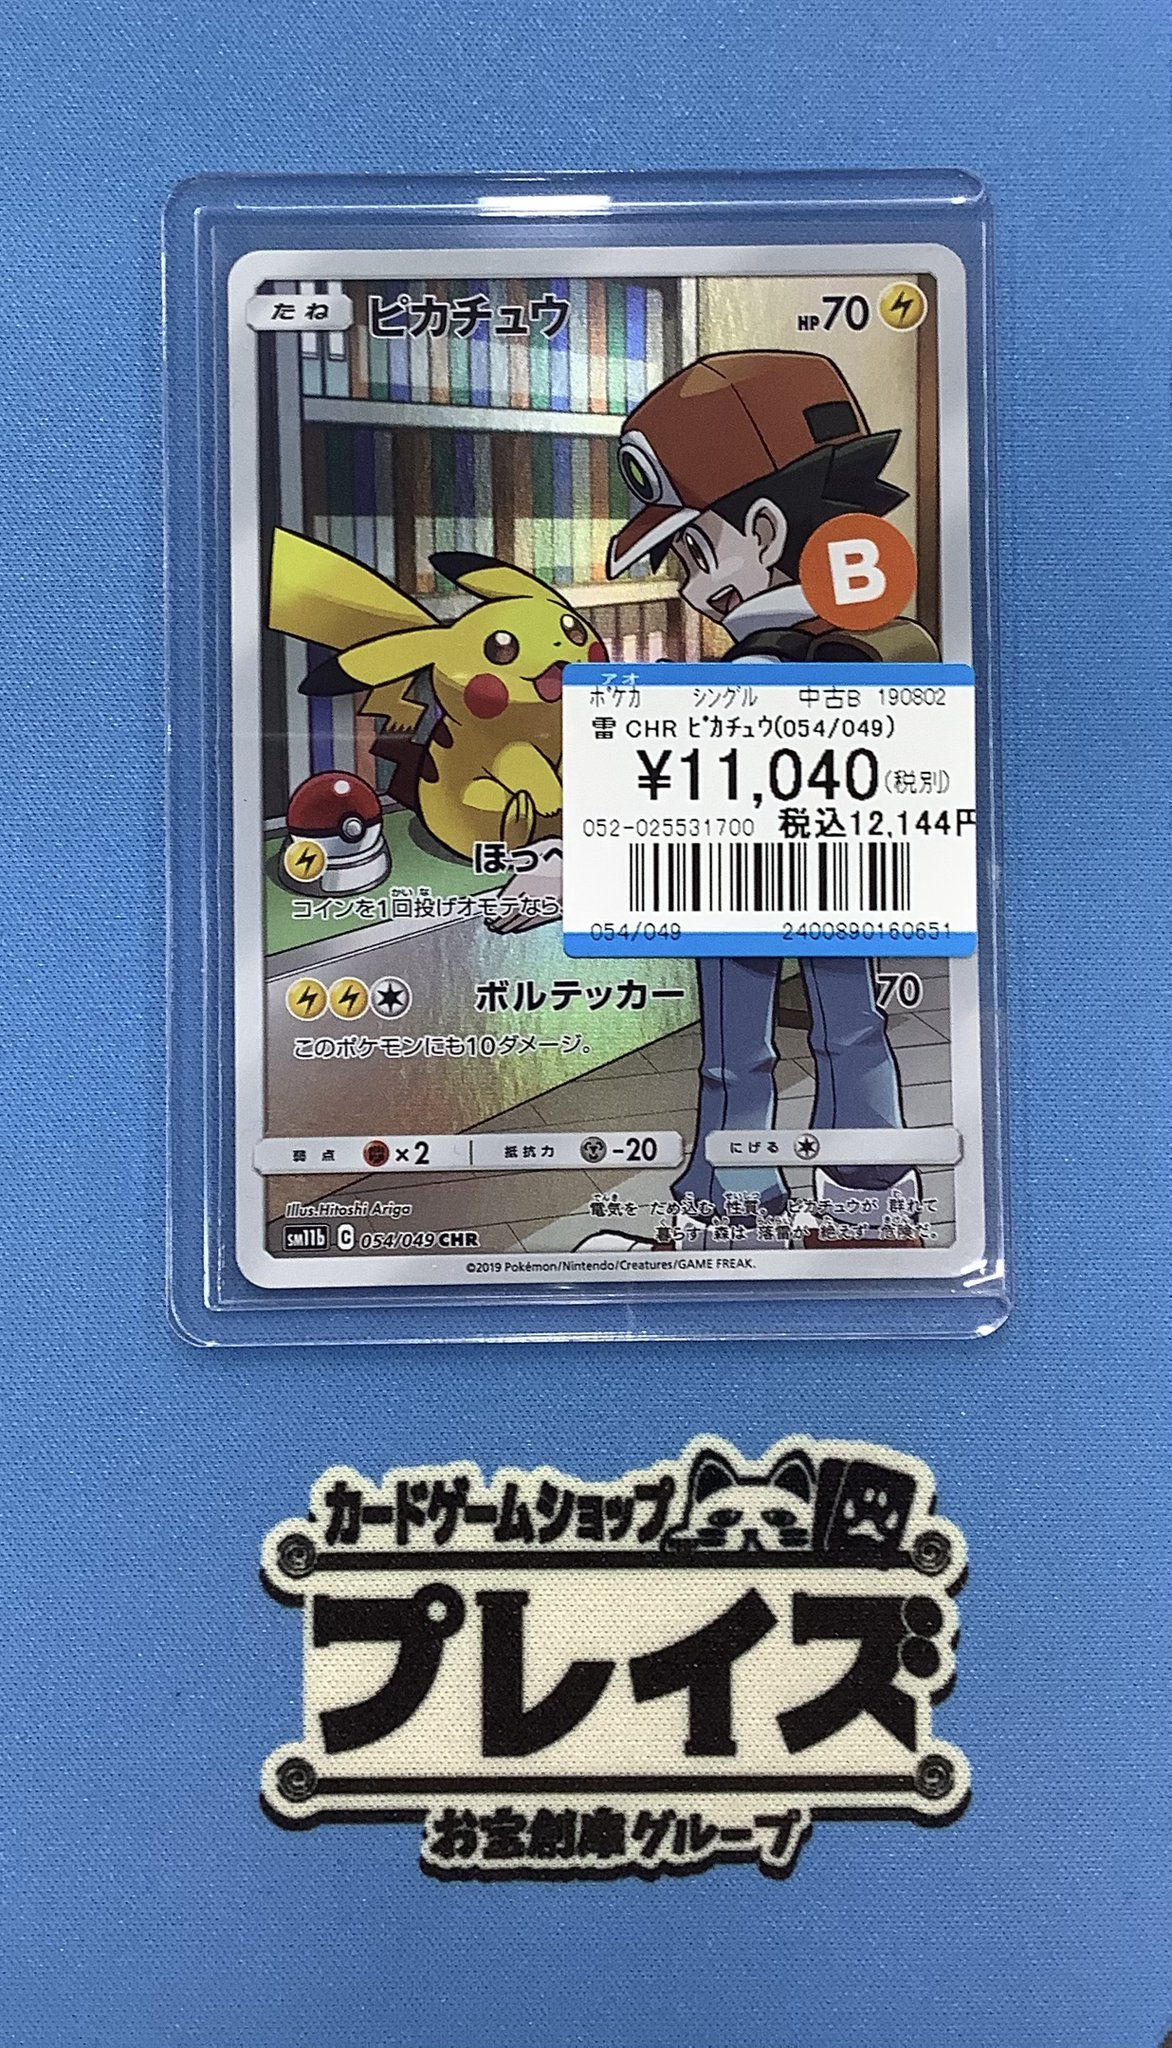 たね ピカチュウ HP70
B
アオ
ポケカ シングル 中古B 190802
雷 CHR ピカチュウ(054/049)
¥11,040(税別)
052-025531700 税込12,144円
054/049 2400890160651
ほっぺ
コインを1回投げオモテなら、
ボルテッカー 70
このポケモンにも10ダメージ。
弱点 ×2 抵抗力 -20 にげる
Illus.Hitoshi Ariga
電気を ため込む 性質。 ピカチュウが 群れて
暮らす 森は 落雷が 絶えず 危険だ。
sm11b C 054/049 CHR
©2019 Pokémon/Nintendo/Creatures/GAME FREAK.
カードゲームショップ
プレイズ
お宝創庫グループ